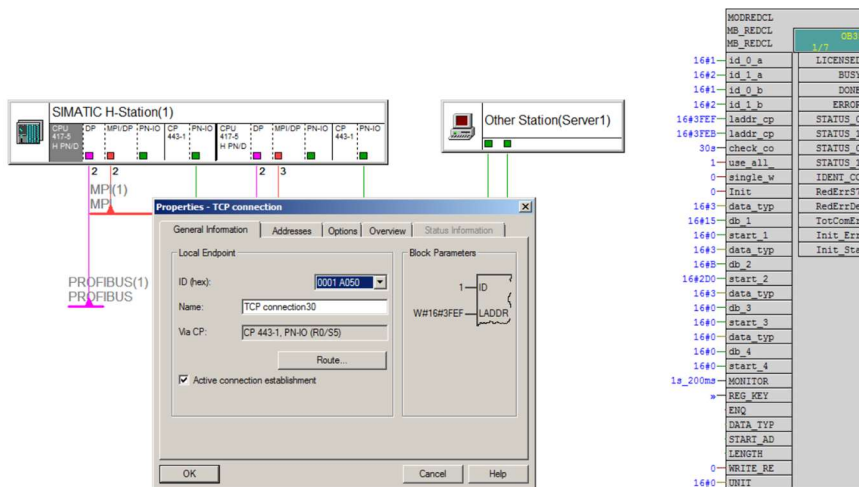 SIMATIC H-Station(1)
CPU 417-5 H PN/D
DP
MPI/DP
PN-IO
CP 443-1
PN-IO
CPU 417-5 H PN/D
DP
MPI/DP
PN-IO
CP 443-1
PN-IO
2
2
2
3
MPI(1)
MPI
PROFIBUS(1)
PROFIBUS
Other Station(Server1)
Properties - TCP connection
General Information
Addresses
Options
Overview
Status Information
Local Endpoint
ID (hex):
0001 A050
Name:
TCP connection30
Via CP:
CP 443-1, PN-IO (R0/S5)
Route...
Active connection establishment
Block Parameters
1
ID
W#16#3FEF
LADDR
OK
Cancel
Help
MODREDCL
MB_REDCL
MB_REDCL
OB3
1/7
16#1 id_0_a LICENSED
16#2 id_1_a BUSY
16#1 id_0_b DONE
16#2 id_1_b ERROR
16#3FEF laddr_cp STATUS_0
16#3FEB laddr_cp STATUS_1
30s check_co STATUS_0
1 use_all_ STATUS_1
0 single_w IDENT_CO
0 Init RedErrST
16#3 data_typ RedErrDe
16#15 db_1 TotComEr
16#0 start_1 Init_Err
16#3 data_typ Init_Sta
16#B db_2
16#2D0 start_2
16#3 data_typ
16#0 db_3
16#0 start_3
16#0 data_typ
16#0 db_4
16#0 start_4
1s_200ms MONITOR
» REG_KEY
ENQ
DATA_TYP
START_AD
LENGTH
0 WRITE_RE
16#0 UNIT